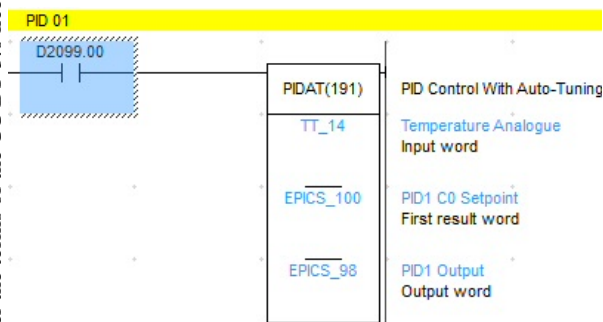 PID 01
D2099.00
PIDAT(191)
PID Control With Auto-Tuning
TT_14
Temperature Analogue
Input word
EPICS_100
PID1 C0 Setpoint
First result word
EPICS_98
PID1 Output
Output word